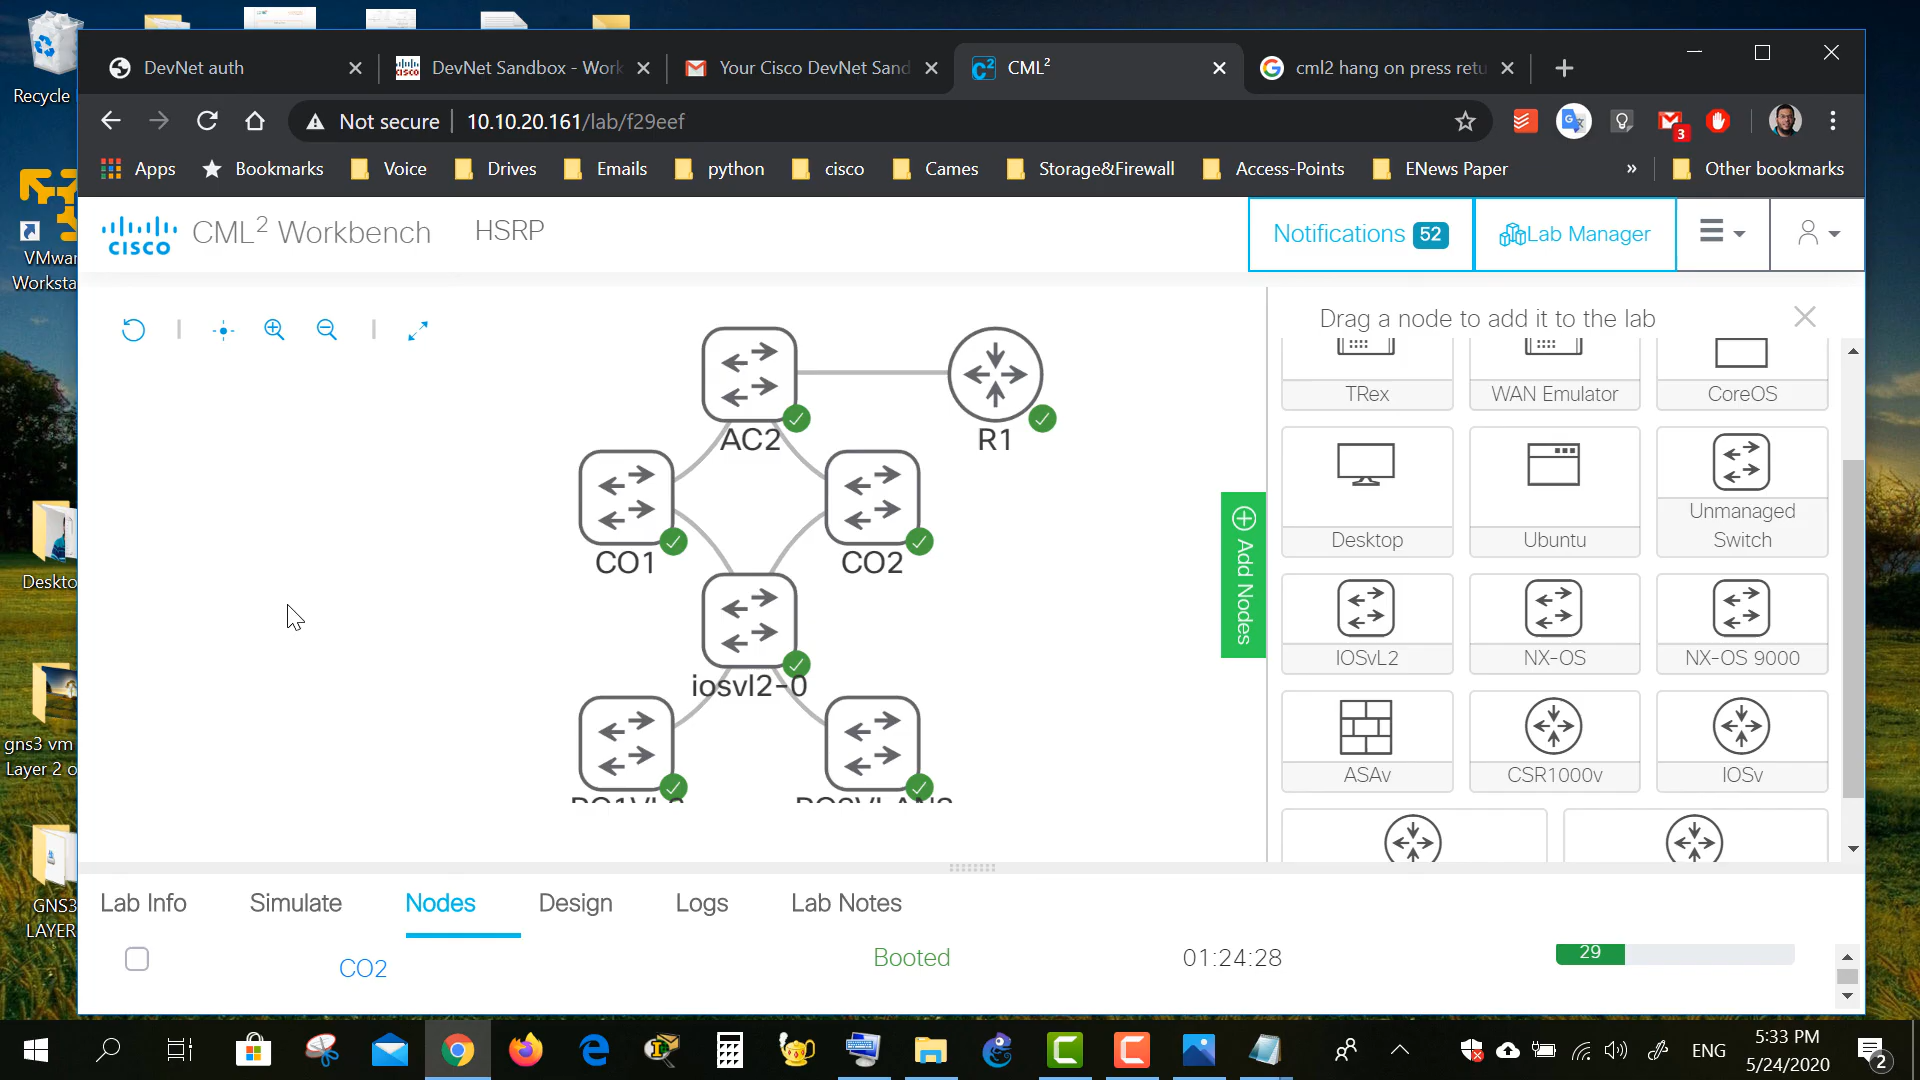 Recycle
VMwar
Worksta
Deskto
gns3 vm
Layer 2 o
GNS3
LAYER
DevNet auth
DevNet Sandbox - Work
Your Cisco DevNet Sand
CML²
cml2 hang on press retu
Not secure
10.10.20.161/lab/f29eef
3
Apps
Bookmarks
Voice
Drives
Emails
python
cisco
Cames
Storage&Firewall
Access-Points
ENews Paper
»
Other bookmarks
CISCO
CML² Workbench
HSRP
Notifications 52
Lab Manager
AC2
R1
CO1
CO2
iosvl2-0
Add Nodes
Drag a node to add it to the lab
TRex
WAN Emulator
CoreOS
Desktop
Ubuntu
Unmanaged
Switch
IOSvL2
NX-OS
NX-OS 9000
ASAv
CSR1000v
IOSv
Lab Info
Simulate
Nodes
Design
Logs
Lab Notes
CO2
Booted
01:24:28
29
ENG
5:33 PM
5/24/2020
2